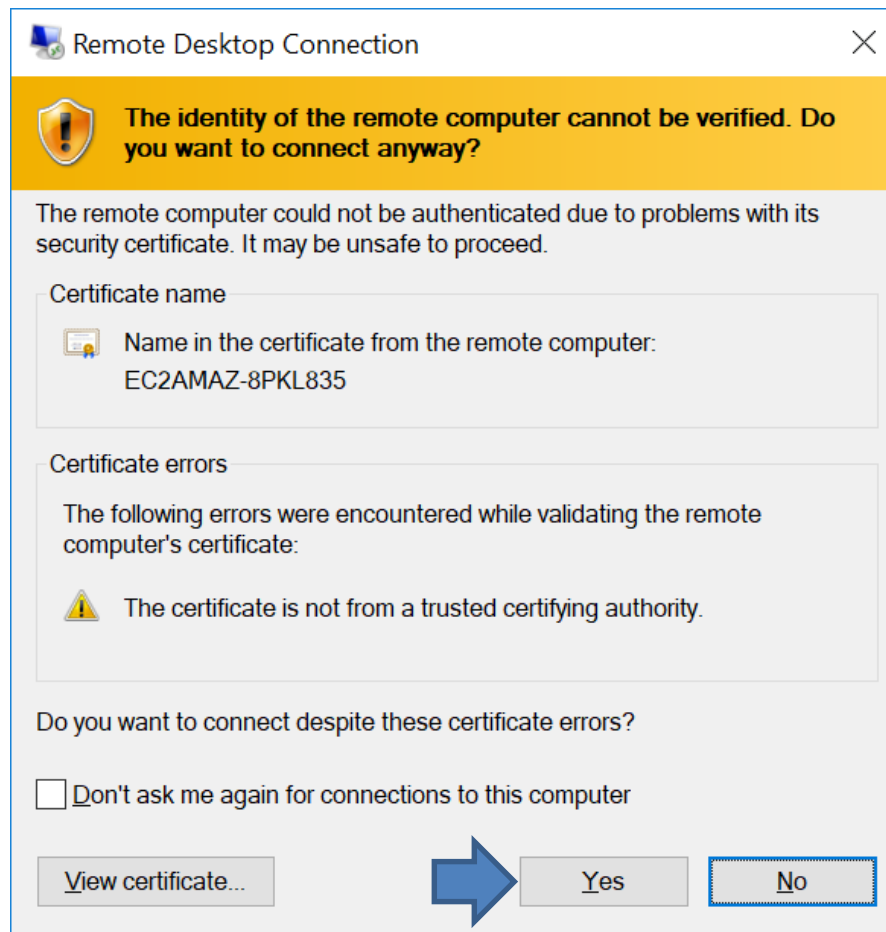 Remote Desktop Connection
The identity of the remote computer cannot be verified. Do
you want to connect anyway?
The remote computer could not be authenticated due to problems with its
security certificate. It may be unsafe to proceed.
Certificate name
Name in the certificate from the remote computer:
EC2AMAZ-8PKL835
Certificate errors
The following errors were encountered while validating the remote
computer's certificate:
The certificate is not from a trusted certifying authority.
Do you want to connect despite these certificate errors?
Don't ask me again for connections to this computer
View certificate... Yes No